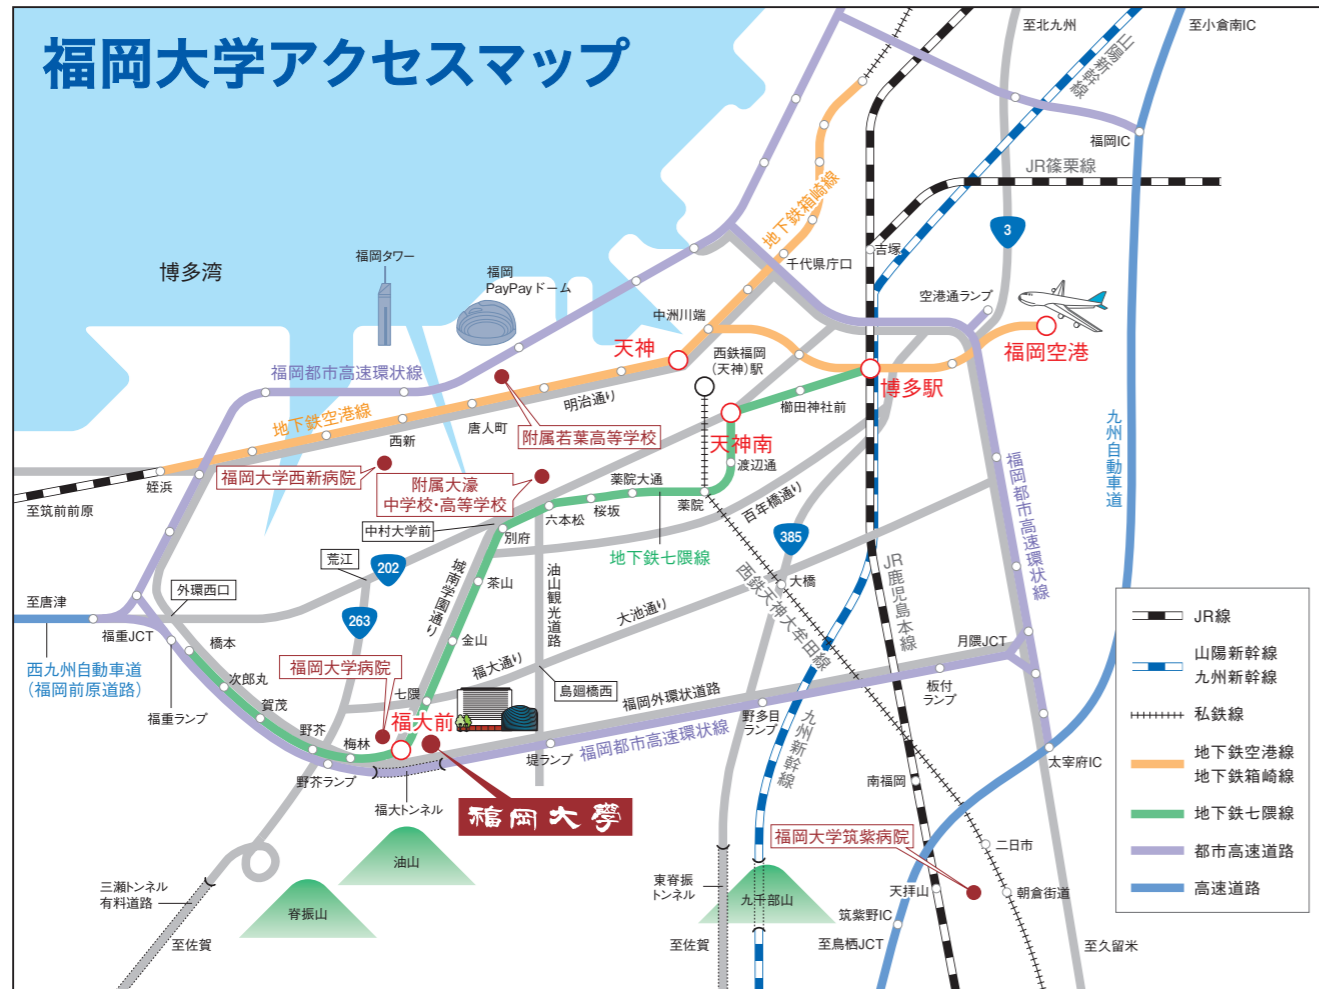 福岡大学アクセスマップ
至北九州
至小倉南IC
山陽新幹線
福岡IC
JR篠栗線
地下鉄箱崎線
3
吉塚
千代県庁口
博多湾
福岡タワー
福岡
PayPayドーム
空港通ランプ
中洲川端
福岡空港
天神
西鉄福岡
(天神)駅
博多駅
福岡都市高速環状線
櫛田神社前
明治通り
地下鉄空港線
唐人町
西新
附属若葉高等学校
天神南
九州自動車道
渡辺通
福岡都市高速環状線
姪浜
福岡大学西新病院
附属大濠
中学校・高等学校
薬院大通
薬院
桜坂
六本松
百年橋通り
至筑前前原
中村大学前
別府
地下鉄七隈線
385
荒江
202
城南学園通り
油山観光道路
西鉄天神大牟田線
JR鹿児島本線
大橋
茶山
外環西口
至唐津
263
大池通り
福重JCT
橋本
金山
月隈JCT
西九州自動車道
(福岡前原道路)
福岡大学病院
福大通り
島廻橋西
板付
ランプ
次郎丸
七隈
福岡外環状道路
賀茂
福重ランプ
福大前
野多目
ランプ
九州新幹線
野芥
梅林
福岡都市高速環状線
堤ランプ
野芥ランプ
太宰府IC
福大トンネル
南福岡
福岡大學
福岡大学筑紫病院
二日市
油山
三瀬トンネル
有料道路
脊振山
東脊振
トンネル
九千部山
天拝山
朝倉街道
筑紫野IC
至佐賀
至佐賀
至鳥栖JCT
至久留米
JR線
山陽新幹線
九州新幹線
私鉄線
地下鉄空港線
地下鉄箱崎線
地下鉄七隈線
都市高速道路
高速道路